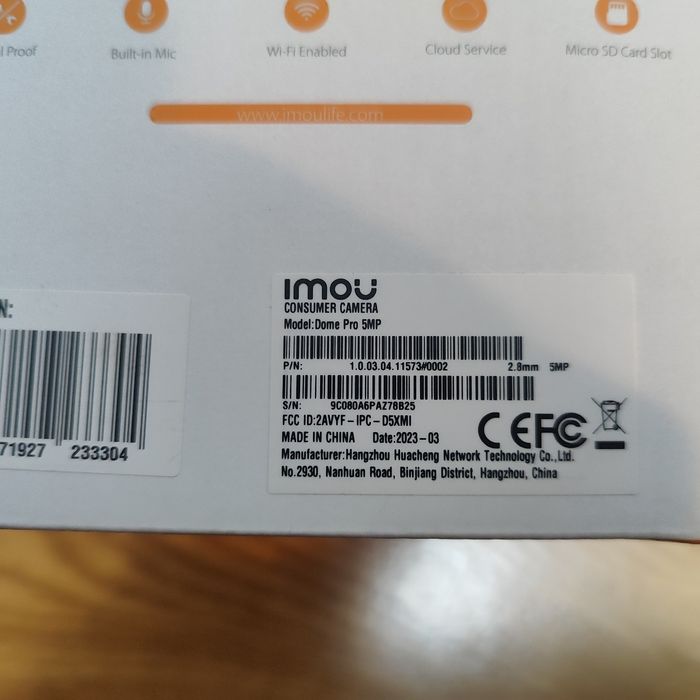 l Proof
Built-in Mic
Wi-Fi Enabled
Cloud Service
Micro SD Card Slot
www.imoulife.com
N:
71927 233304
imou
CONSUMER CAMERA
Model:Dome Pro 5MP
P/N: 1.0.03.04.11573#0002 2.8mm 5MP
S/N: 9C080A6PAZ78B25
FCC ID:2AVYF-IPC-D5XMI
MADE IN CHINA Date:2023-03
CE FC
Manufacturer:Hangzhou Huacheng Network Technology Co.,Ltd.
No.2930, Nanhuan Road, Binjiang District, Hangzhou, China